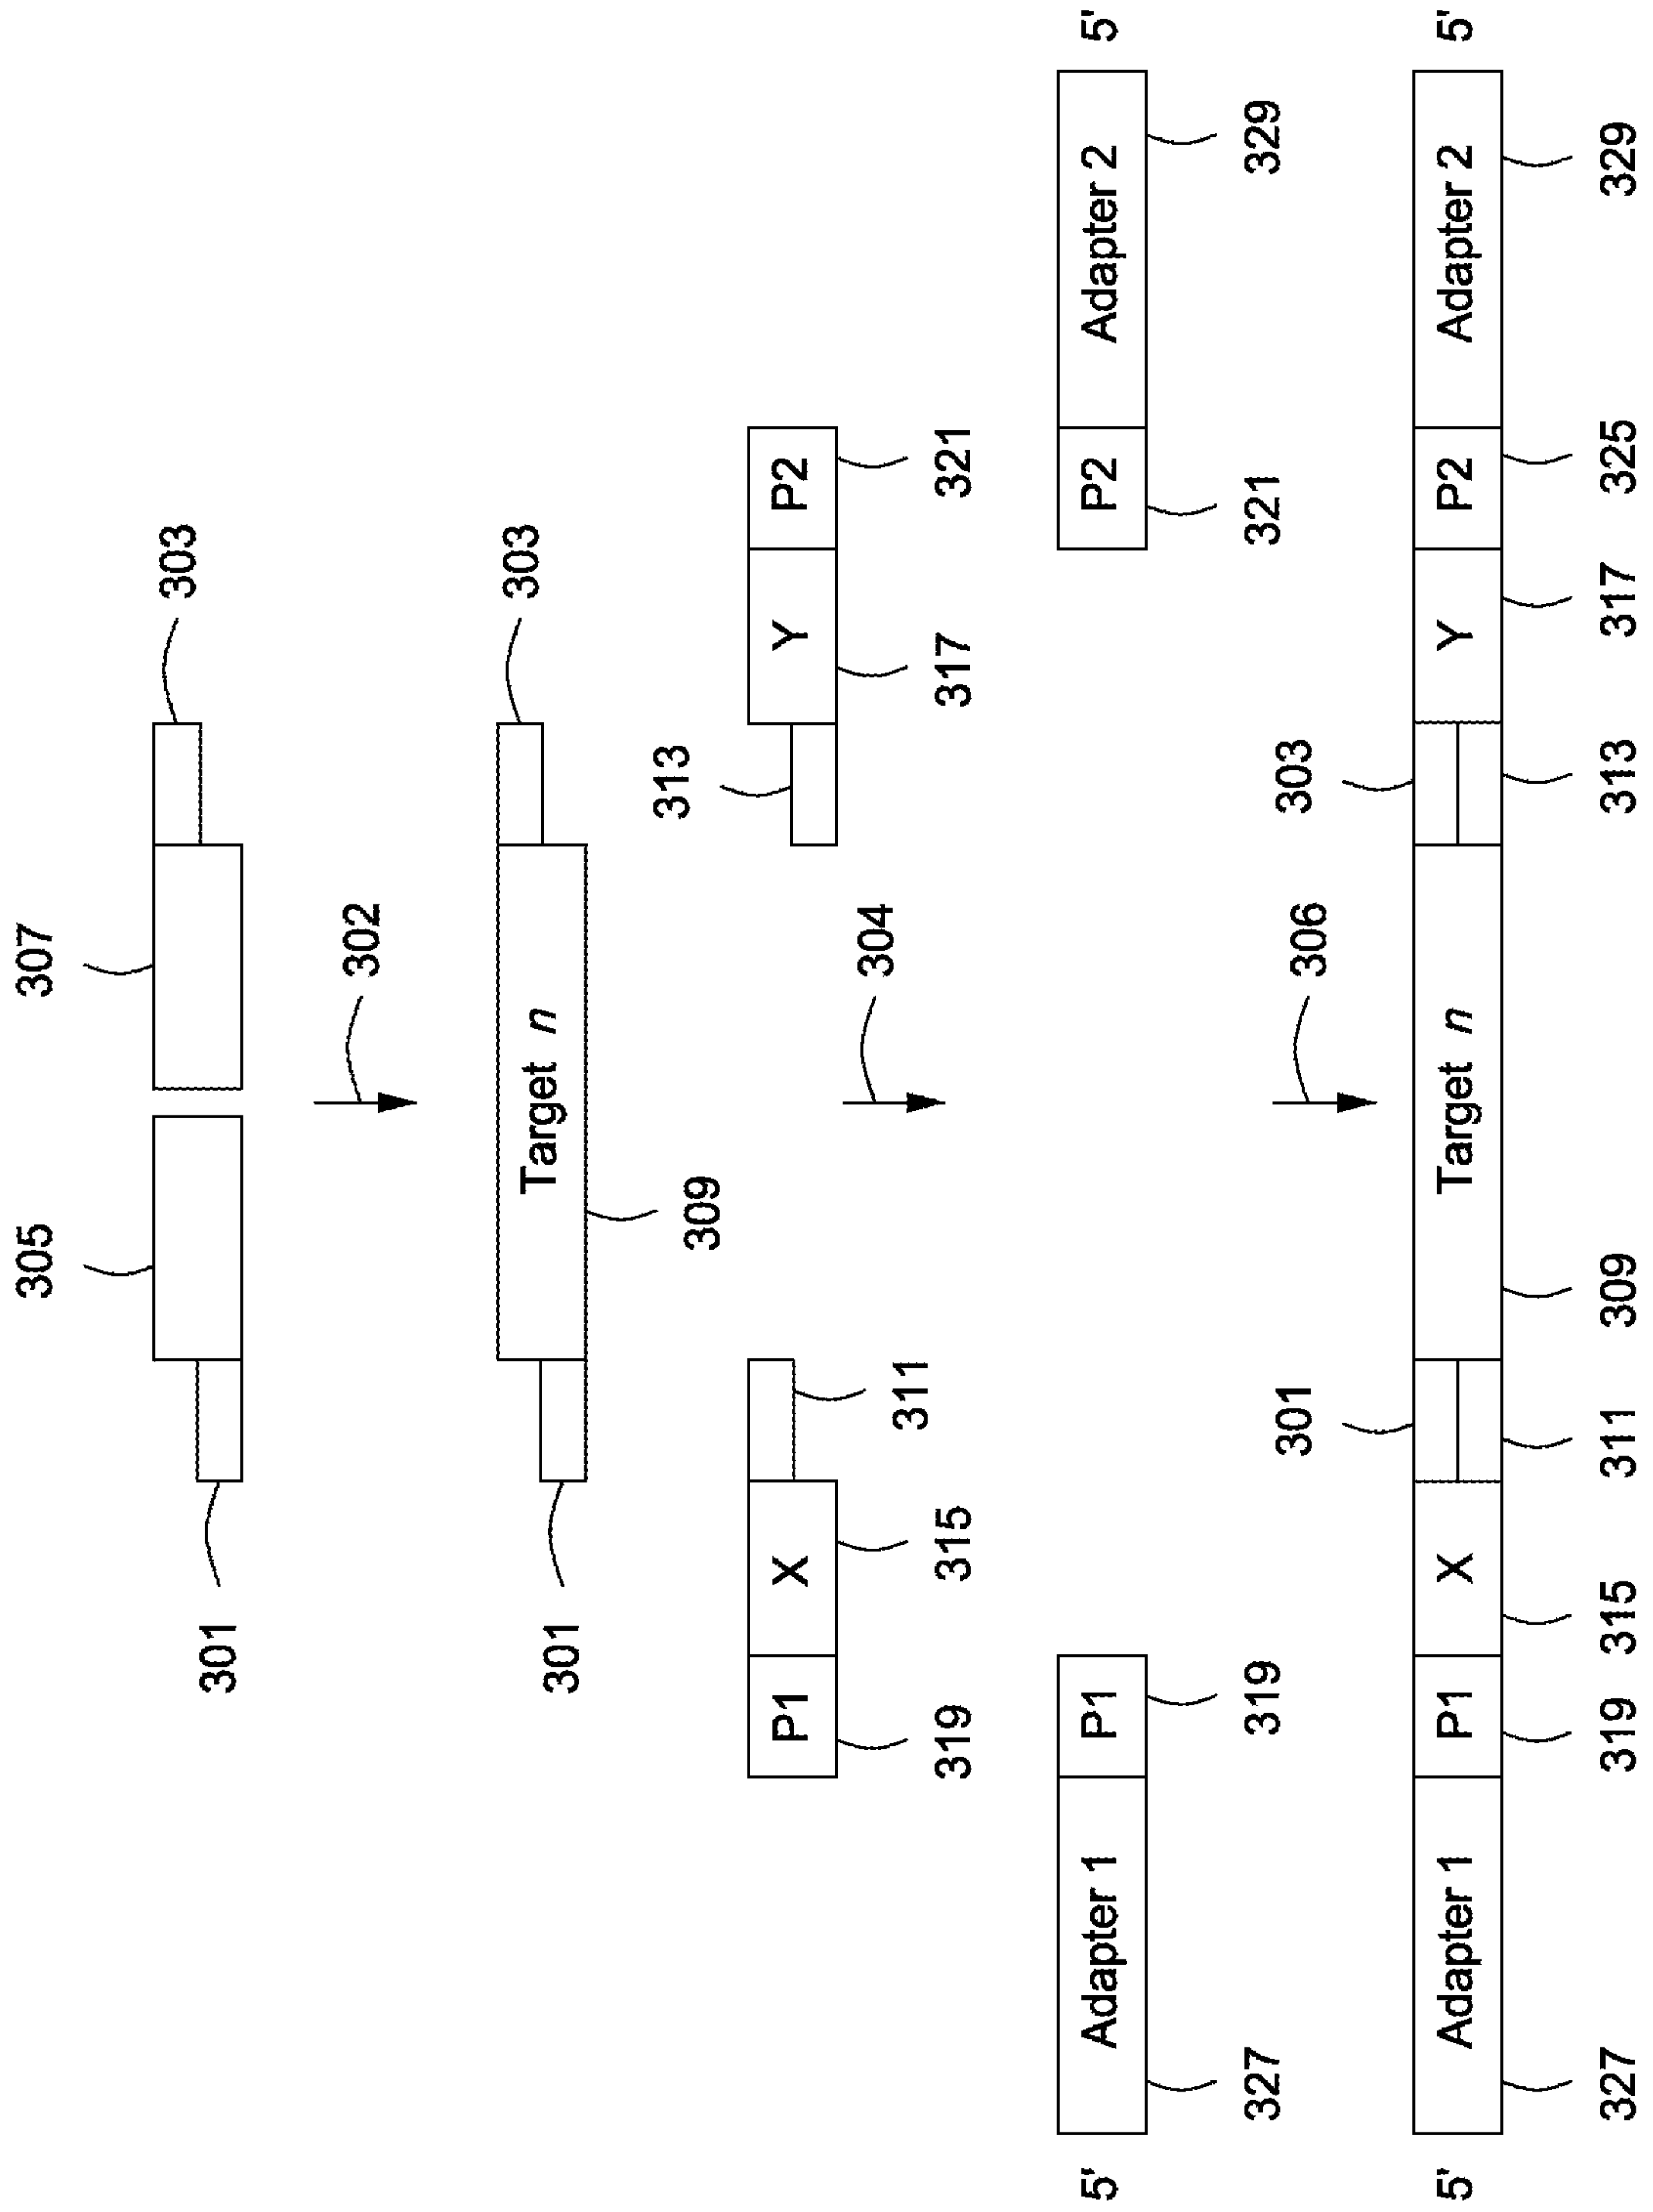 305 307
301 303
302
Target n
301 309 303
P1 X Y P2
319 315 311 313 317 321
304
5' Adapter 1 P1 P2 Adapter 2 5'
327 319 321 329
306
301 303
5' Adapter 1 P1 X Target n Y P2 Adapter 2 5'
327 319 315 311 309 313 317 325 329